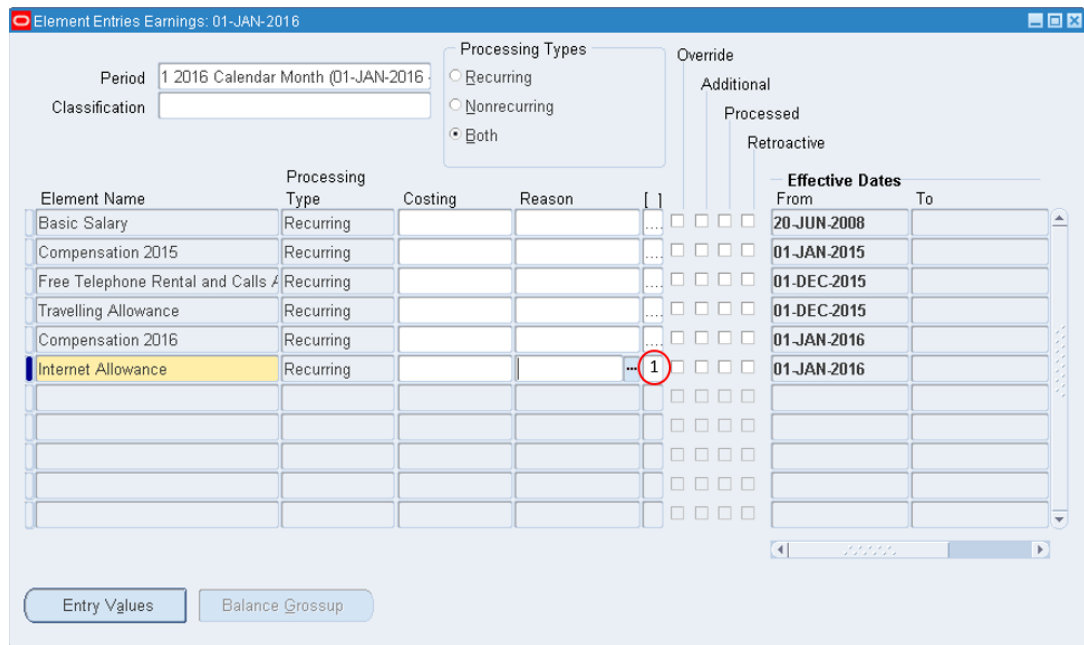 Element Entries Earnings: 01-JAN-2016
Period 1 2016 Calendar Month (01-JAN-2016 -
Classification
Processing Types
Recurring
Nonrecurring
Both
Override
Additional
Processed
Retroactive
Element Name Processing Type Costing Reason [ ] Effective Dates From To
Basic Salary Recurring .... 20-JUN-2008
Compensation 2015 Recurring .... 01-JAN-2015
Free Telephone Rental and Calls A Recurring .... 01-DEC-2015
Travelling Allowance Recurring .... 01-DEC-2015
Compensation 2016 Recurring .... 01-JAN-2016
Internet Allowance Recurring ... 1 01-JAN-2016
Entry Values Balance Grossup